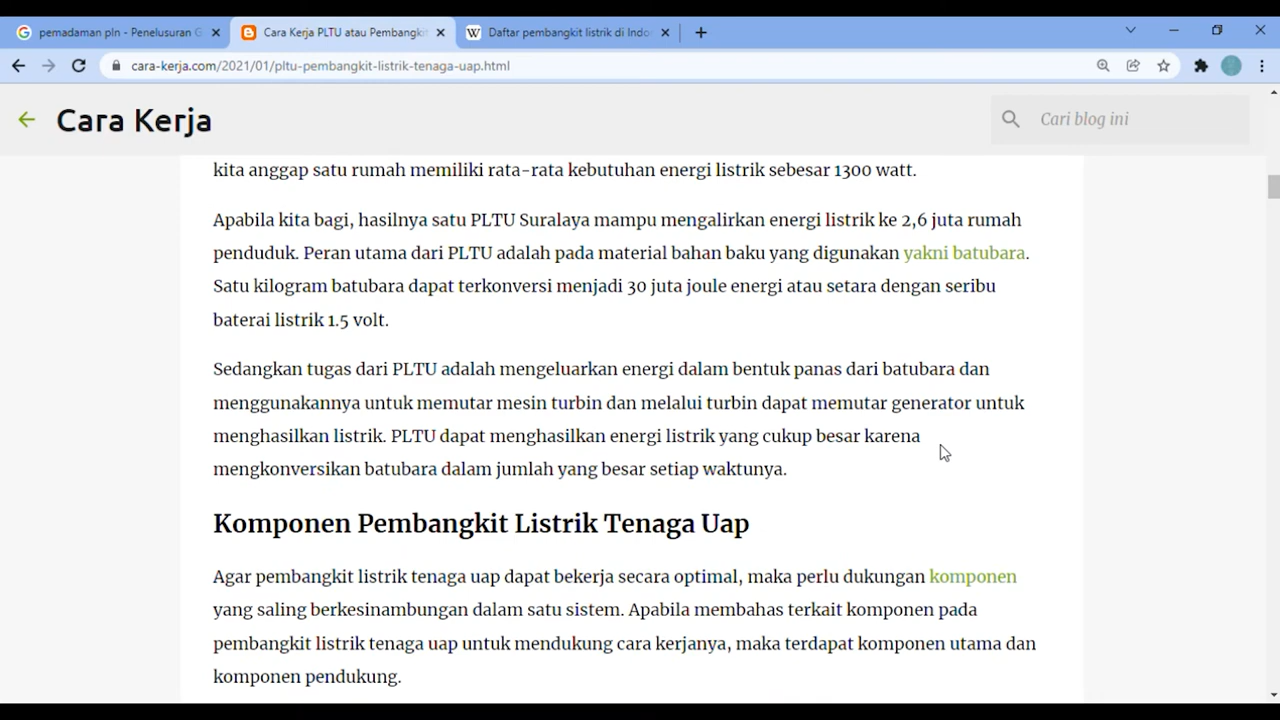 pemadaman pln - Penelusuran G
Cara Kerja PLTU atau Pembangkit
Daftar pembangkit listrik di Indo
cara-kerja.com/2021/01/pltu-pembangkit-listrik-tenaga-uap.html
Cara Kerja
Cari blog ini
kita anggap satu rumah memiliki rata-rata kebutuhan energi listrik sebesar 1300 watt.
Apabila kita bagi, hasilnya satu PLTU Suralaya mampu mengalirkan energi listrik ke 2,6 juta rumah
penduduk. Peran utama dari PLTU adalah pada material bahan baku yang digunakan yakni batubara.
Satu kilogram batubara dapat terkonversi menjadi 30 juta joule energi atau setara dengan seribu
baterai listrik 1.5 volt.
Sedangkan tugas dari PLTU adalah mengeluarkan energi dalam bentuk panas dari batubara dan
menggunakannya untuk memutar mesin turbin dan melalui turbin dapat memutar generator untuk
menghasilkan listrik. PLTU dapat menghasilkan energi listrik yang cukup besar karena
mengkonversikan batubara dalam jumlah yang besar setiap waktunya.
Komponen Pembangkit Listrik Tenaga Uap
Agar pembangkit listrik tenaga uap dapat bekerja secara optimal, maka perlu dukungan komponen
yang saling berkesinambungan dalam satu sistem. Apabila membahas terkait komponen pada
pembangkit listrik tenaga uap untuk mendukung cara kerjanya, maka terdapat komponen utama dan
komponen pendukung.